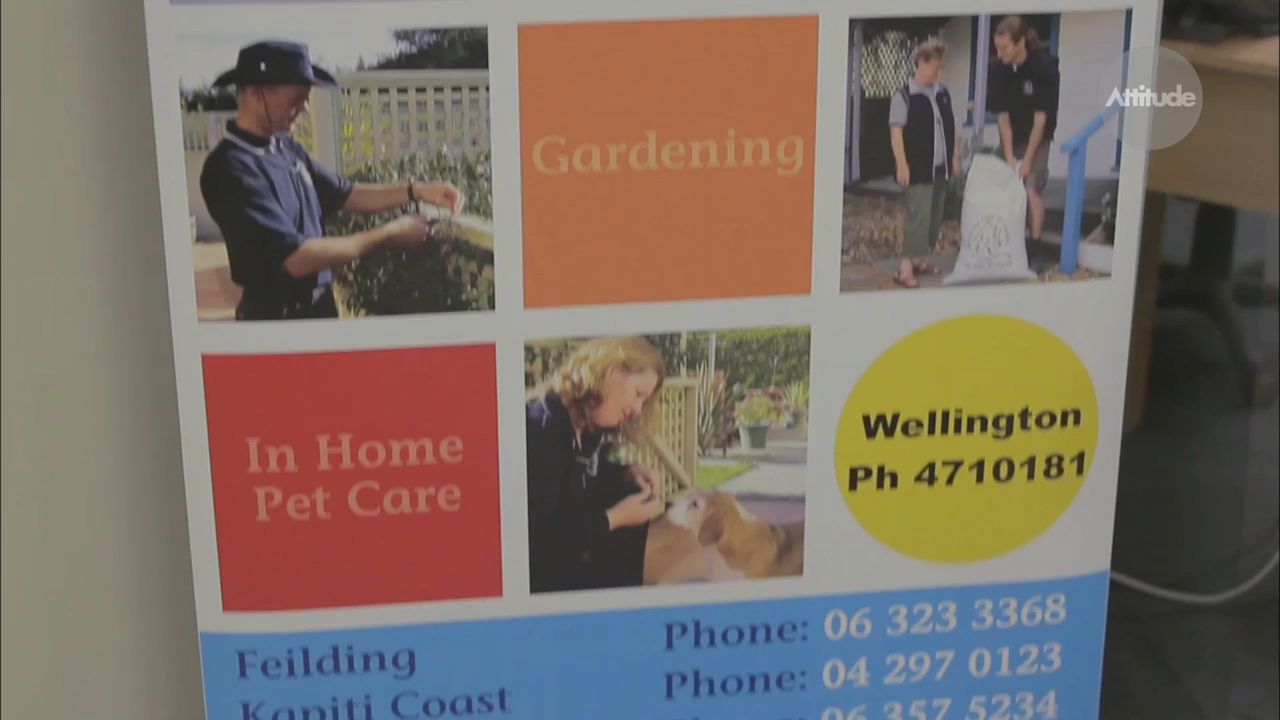 Attitude
Gardening
In Home
Pet Care
Wellington
Ph 4710181
Feilding
Phone: 06 323 3368
Kapiti Coast
Phone: 04 297 0123
06 357 5234